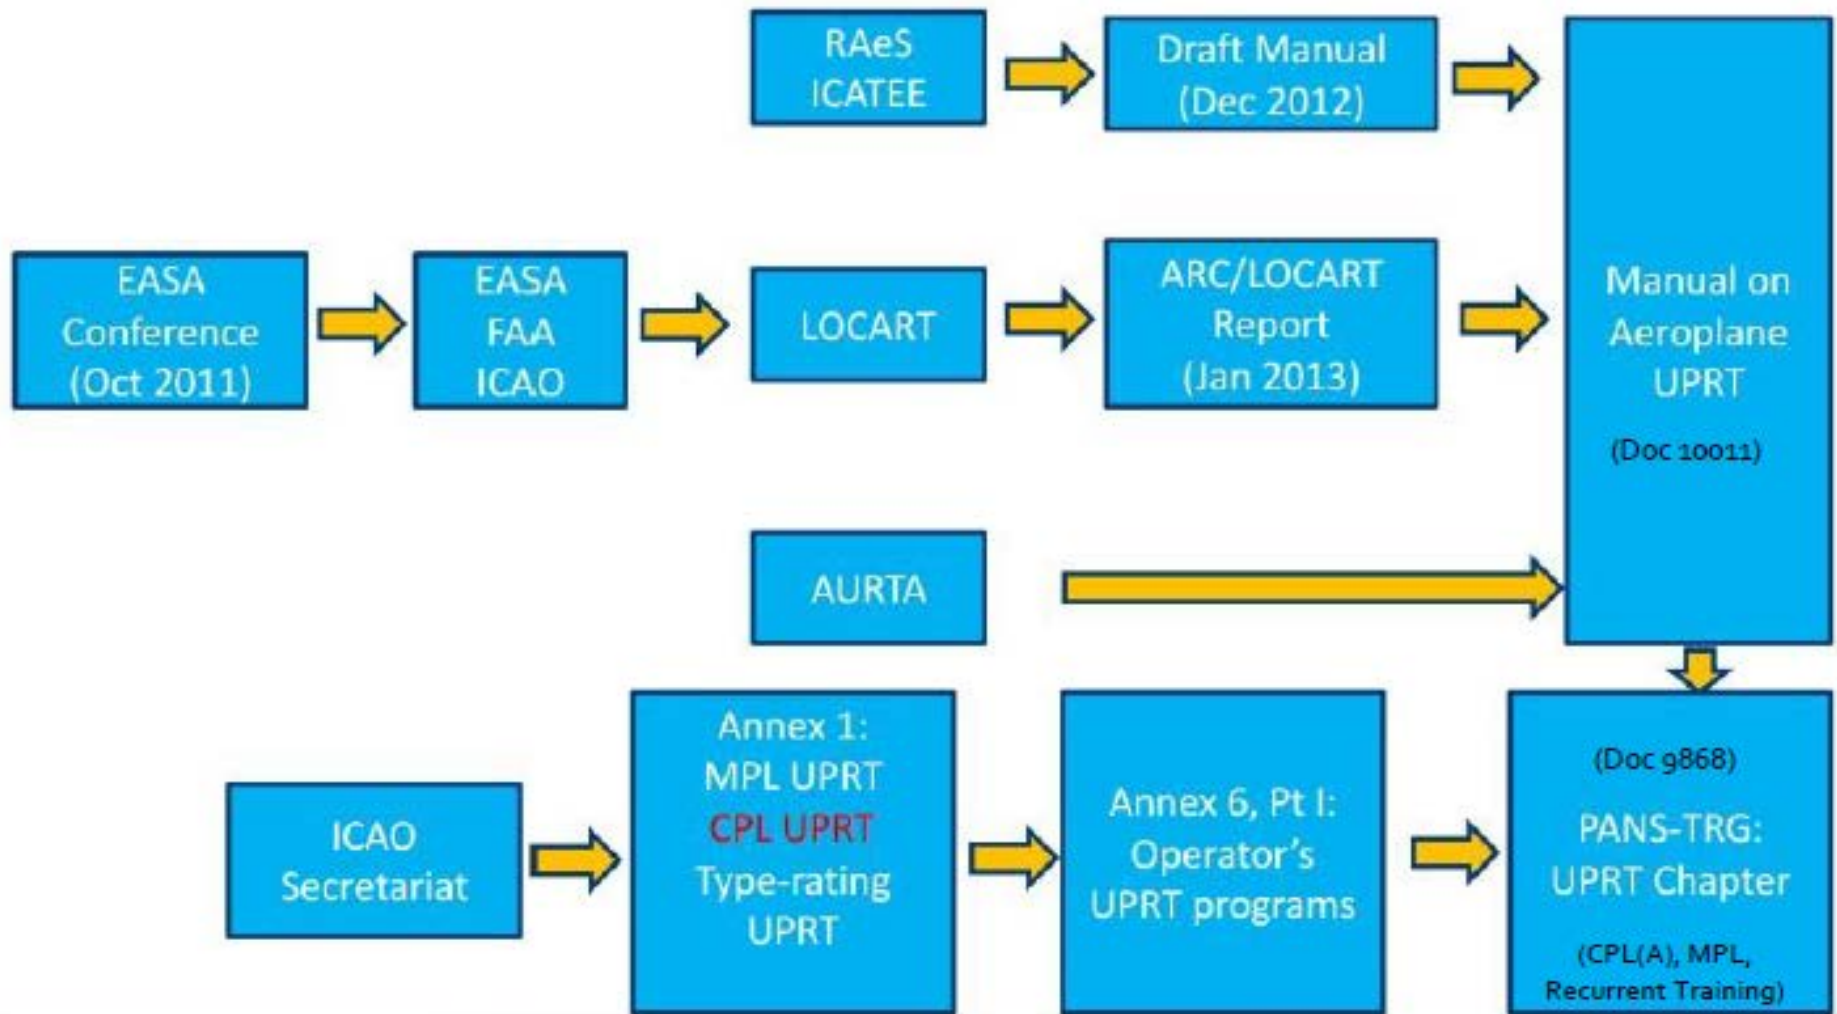 RAeS
ICATEE
Draft Manual
(Dec 2012)
EASA
Conference
(Oct 2011)
EASA
FAA
ICAO
LOCART
ARC/LOCART
Report
(Jan 2013)
Manual on
Aeroplane
UPRT
(Doc 10011)
AURTA
ICAO
Secretariat
Annex 1:
MPL UPRT
CPL UPRT
Type-rating
UPRT
Annex 6, Pt I:
Operator's
UPRT programs
(Doc 9868)
PANS-TRG:
UPRT Chapter
(CPL(A), MPL,
Recurrent Training)